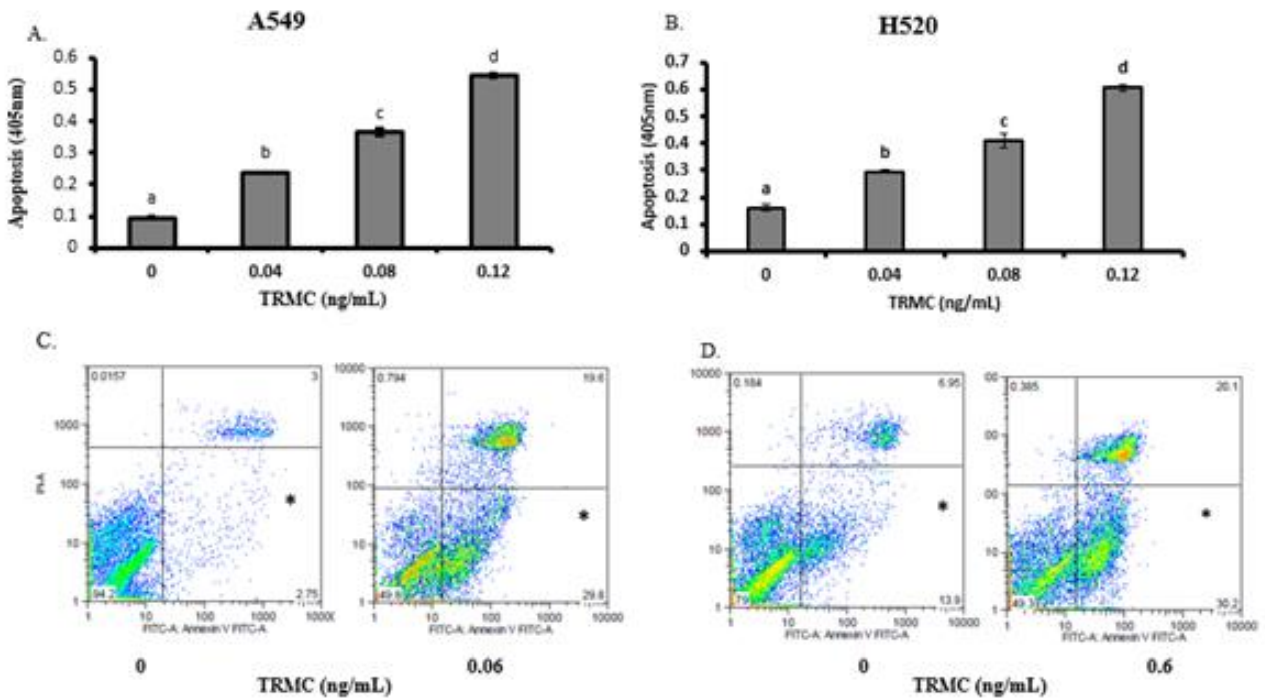 A.
A549
0.6
0.5
0.4
0.3
0.2
0.1
0
Apoptosis (405nm)
a
b
c
d
0 0.04 0.08 0.12
TRMC (ng/mL)
B.
H520
0.7
0.6
0.5
0.4
0.3
0.2
0.1
0
Apoptosis (405nm)
a
b
c
d
0 0.04 0.08 0.12
TRMC (ng/mL)
C.
0.0157 3
1000
100
10
1
94.2 2.75
*
1 10 100 1000
FITC-A: Annexin V FITC-A
0
10000
1000
100
10
1
0.794 19.6
49.8 29.8
*
1 10 100 1000 10000
FITC-A: Annexin V FITC-A
0.06
TRMC (ng/mL)
D.
10000
1000
100
10
1
0.184 6.95
79 13.9
*
1 10 100 1000 10000
FITC-A: Annexin V FITC-A
0
00
00
00
10
1
0.385 20.1
49.3 30.2
*
1 10 100 1000 10000
FITC-A: Annexin V FITC-A
0.6
TRMC (ng/mL)